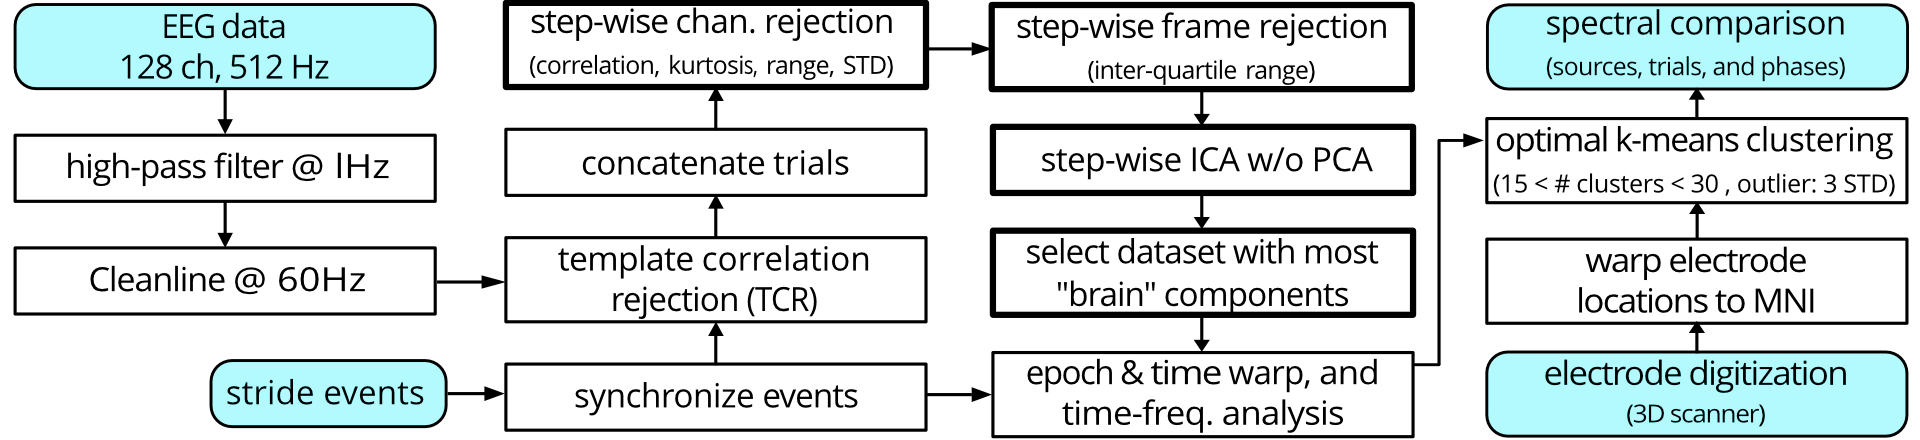 EEG data
128 ch, 512 Hz
high-pass filter @ 1Hz
Cleanline @ 60Hz
stride events
step-wise chan. rejection
(correlation, kurtosis, range, STD)
concatenate trials
template correlation
rejection (TCR)
synchronize events
step-wise frame rejection
(inter-quartile range)
step-wise ICA w/o PCA
select dataset with most
"brain" components
epoch & time warp, and
time-freq. analysis
spectral comparison
(sources, trials, and phases)
optimal k-means clustering
(15 < # clusters < 30 , outlier: 3 STD)
warp electrode
locations to MNI
electrode digitization
(3D scanner)